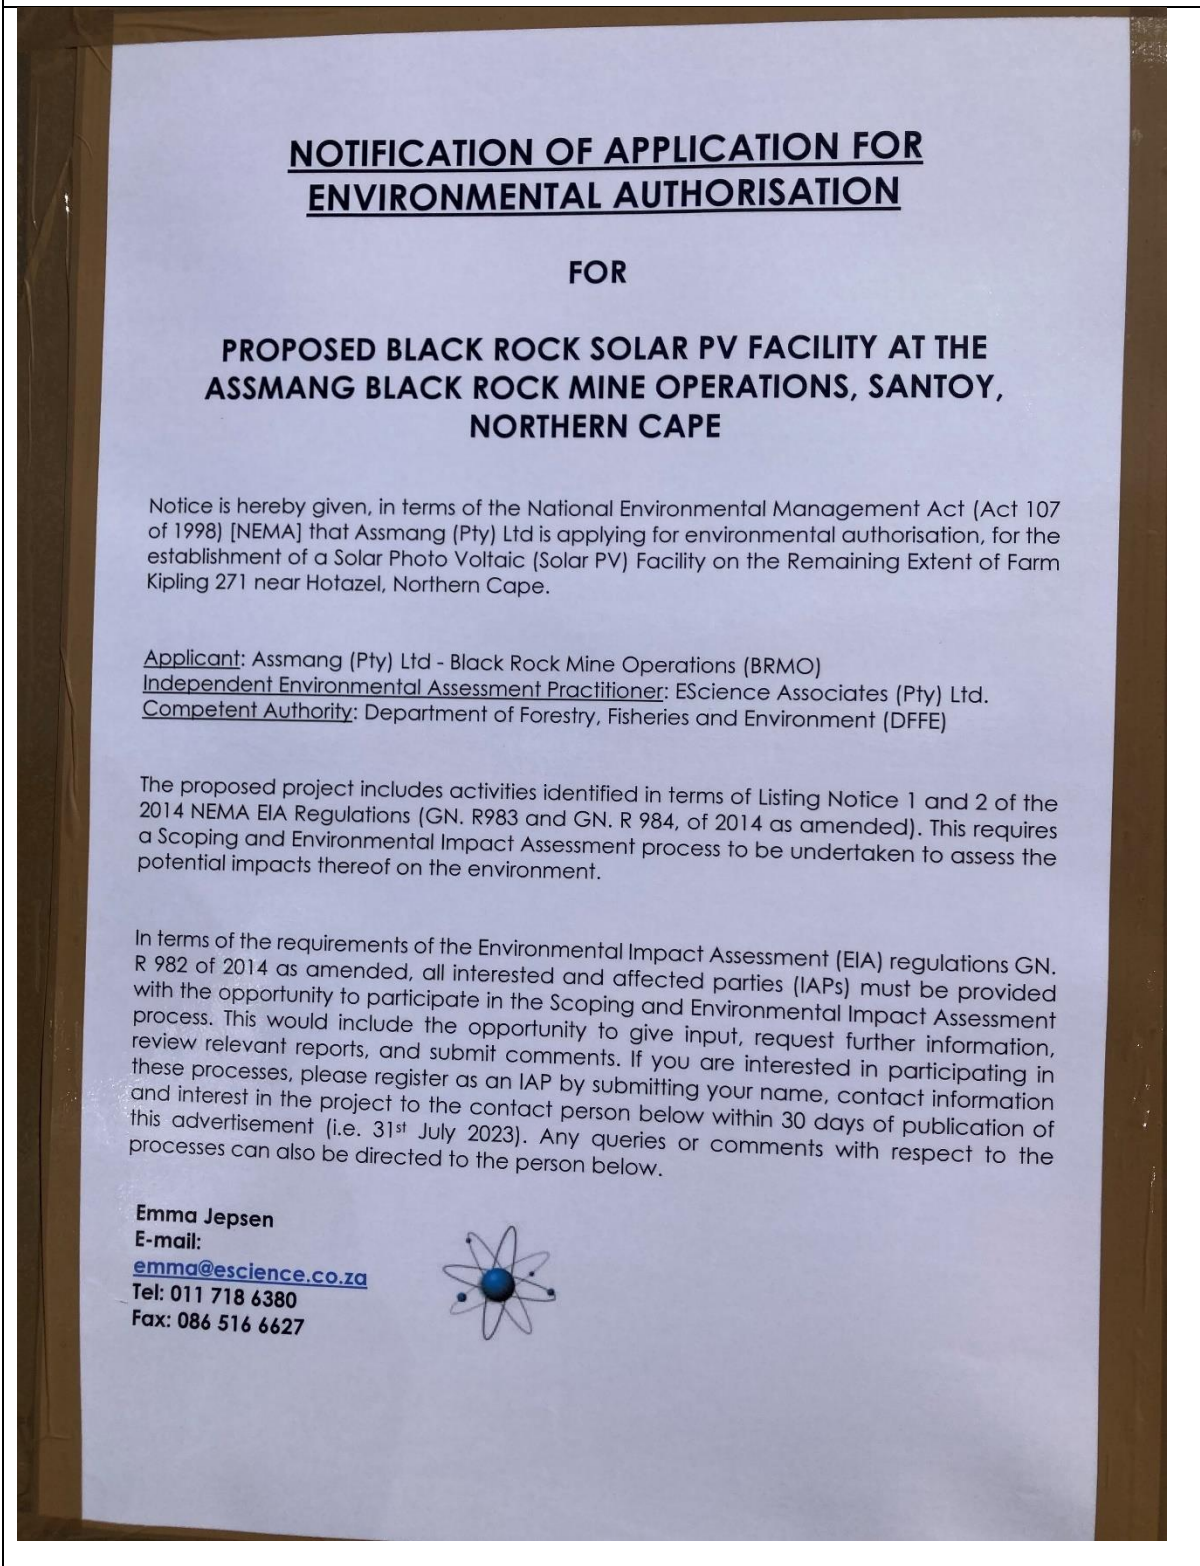 NOTIFICATION OF APPLICATION FOR
ENVIRONMENTAL AUTHORISATION
FOR
PROPOSED BLACK ROCK SOLAR PV FACILITY AT THE
ASSMANG BLACK ROCK MINE OPERATIONS, SANTOY,
NORTHERN CAPE
Notice is hereby given, in terms of the National Environmental Management Act (Act 107
of 1998) [NEMA] that Assmang (Pty) Ltd is applying for environmental authorisation, for the
establishment of a Solar Photo Voltaic (Solar PV) Facility on the Remaining Extent of Farm
Kipling 271 near Hotazel, Northern Cape.
Applicant: Assmang (Pty) Ltd - Black Rock Mine Operations (BRMO)
Independent Environmental Assessment Practitioner: EScience Associates (Pty) Ltd.
Competent Authority: Department of Forestry, Fisheries and Environment (DFFE)
The proposed project includes activities identified in terms of Listing Notice 1 and 2 of the
2014 NEMA EIA Regulations (GN. R983 and GN. R 984, of 2014 as amended). This requires
a Scoping and Environmental Impact Assessment process to be undertaken to assess the
potential impacts thereof on the environment.
In terms of the requirements of the Environmental Impact Assessment (EIA) regulations GN.
R 982 of 2014 as amended, all interested and affected parties (IAPs) must be provided
with the opportunity to participate in the Scoping and Environmental Impact Assessment
process. This would include the opportunity to give input, request further information,
review relevant reports, and submit comments. If you are interested in participating in
these processes, please register as an IAP by submitting your name, contact information
and interest in the project to the contact person below within 30 days of publication of
this advertisement (i.e. 31st July 2023). Any queries or comments with respect to the
processes can also be directed to the person below.
Emma Jepsen
E-mail:
emma@escience.co.za
Tel: 011 718 6380
Fax: 086 516 6627